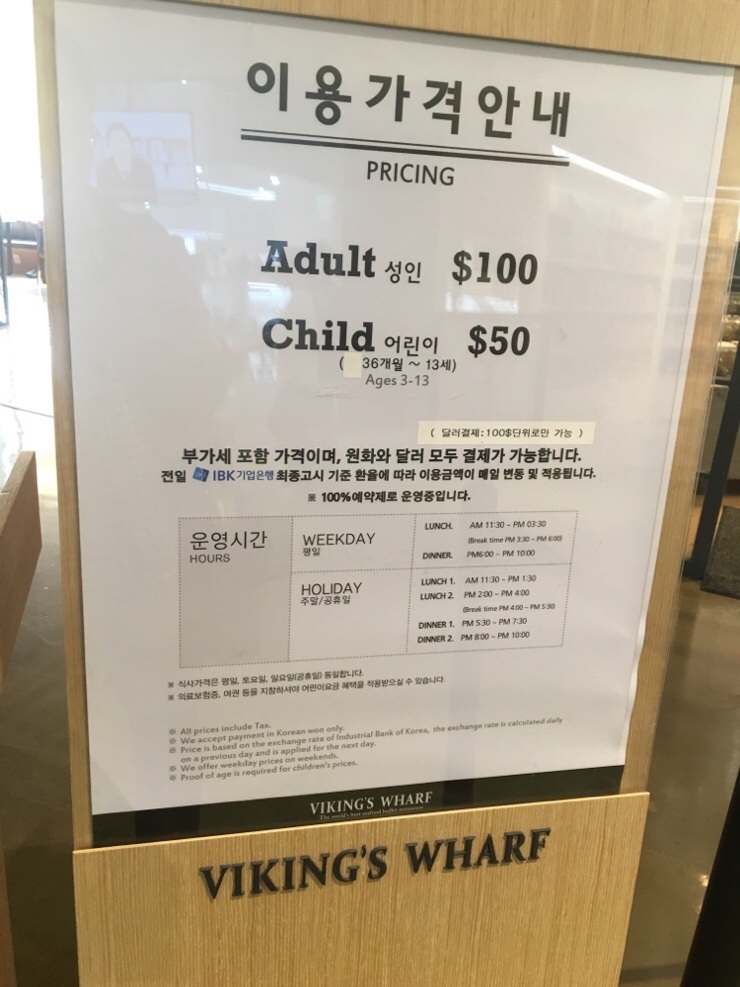 이용가격안내
PRICING
Adult 성인 $100
Child 어린이 $50
( 36개월 ~ 13세)
Ages 3-13
( 달러결제:100$단위로만 가능 )
부가세 포함 가격이며, 원화와 달러 모두 결제가 가능합니다.
전일 IBK기업은행 최종고시 기준 환율에 따라 이용금액이 매일 변동 및 적용됩니다.
※ 100%예약제로 운영중입니다.
운영시간
HOURS
WEEKDAY
평일
LUNCH. AM 11:30 ~ PM 03:30
(Break time PM 3:30 ~ PM 6:00)
DINNER. PM6:00 ~ PM 10:00
HOLIDAY
주말/공휴일
LUNCH 1. AM 11:30 ~ PM 1:30
LUNCH 2. PM 2:00 ~ PM 4:00
(Break time PM 4:00 ~ PM 5:30)
DINNER 1. PM 5:30 ~ PM 7:30
DINNER 2. PM 8:00 ~ PM 10:00
※ 식사가격은 평일, 토요일, 일요일(공휴일) 동일합니다.
※ 의료보험증, 여권 등을 지참하셔야 어린이요금 혜택을 적용받으실 수 있습니다.
※ All prices include Tax.
※ We accept payment in Korean won only.
※ Price is based on the exchange rate of Industrial Bank of Korea, the exchange rate is calculated daily
on a previous day and is applied for the next day.
※ We offer weekday prices on weekends.
※ Proof of age is required for children's prices.
VIKING'S WHARF
The world's best seafood buffet restaurant
VIKING'S WHARF